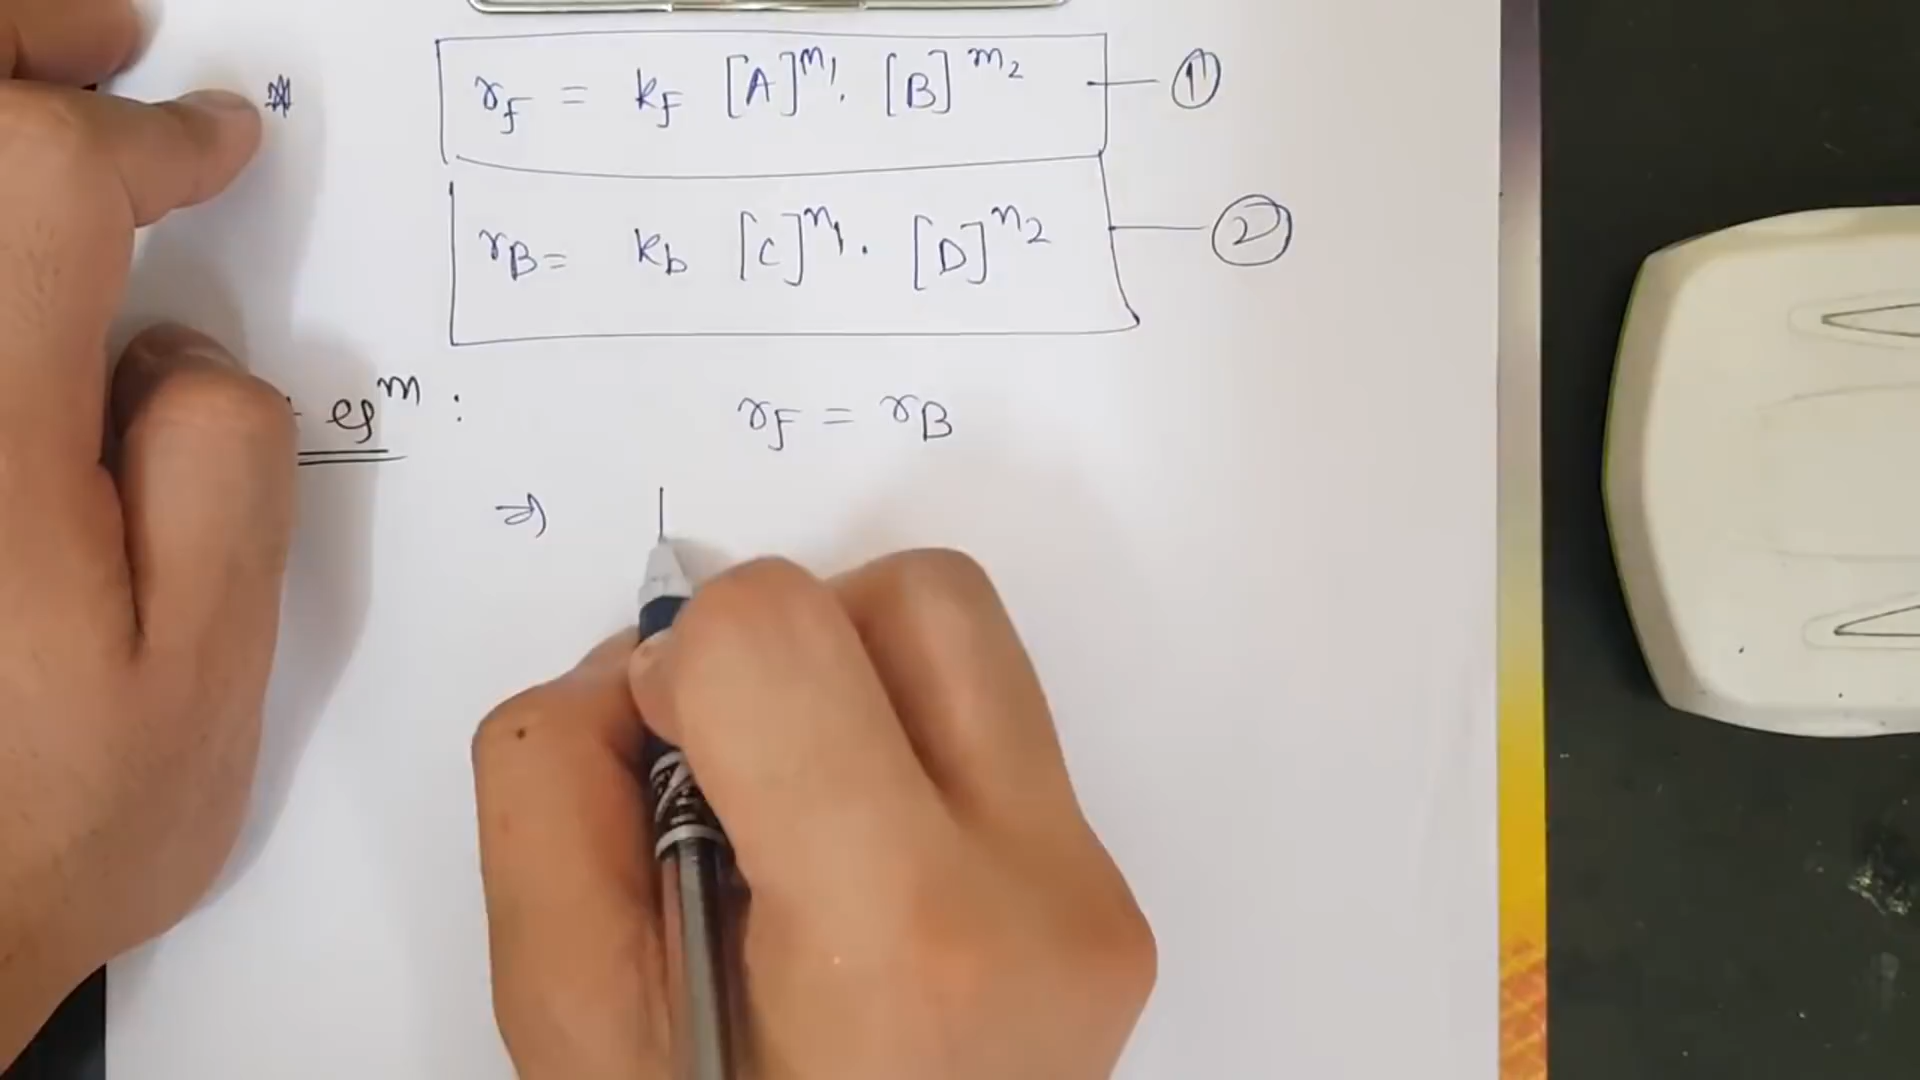 r_f = k_f [A]^m₁. [B]^m₂ — ①
r_B = k_b [C]^n₁. [D]^n₂ — ②
eq^m : r_f = r_B
⇒